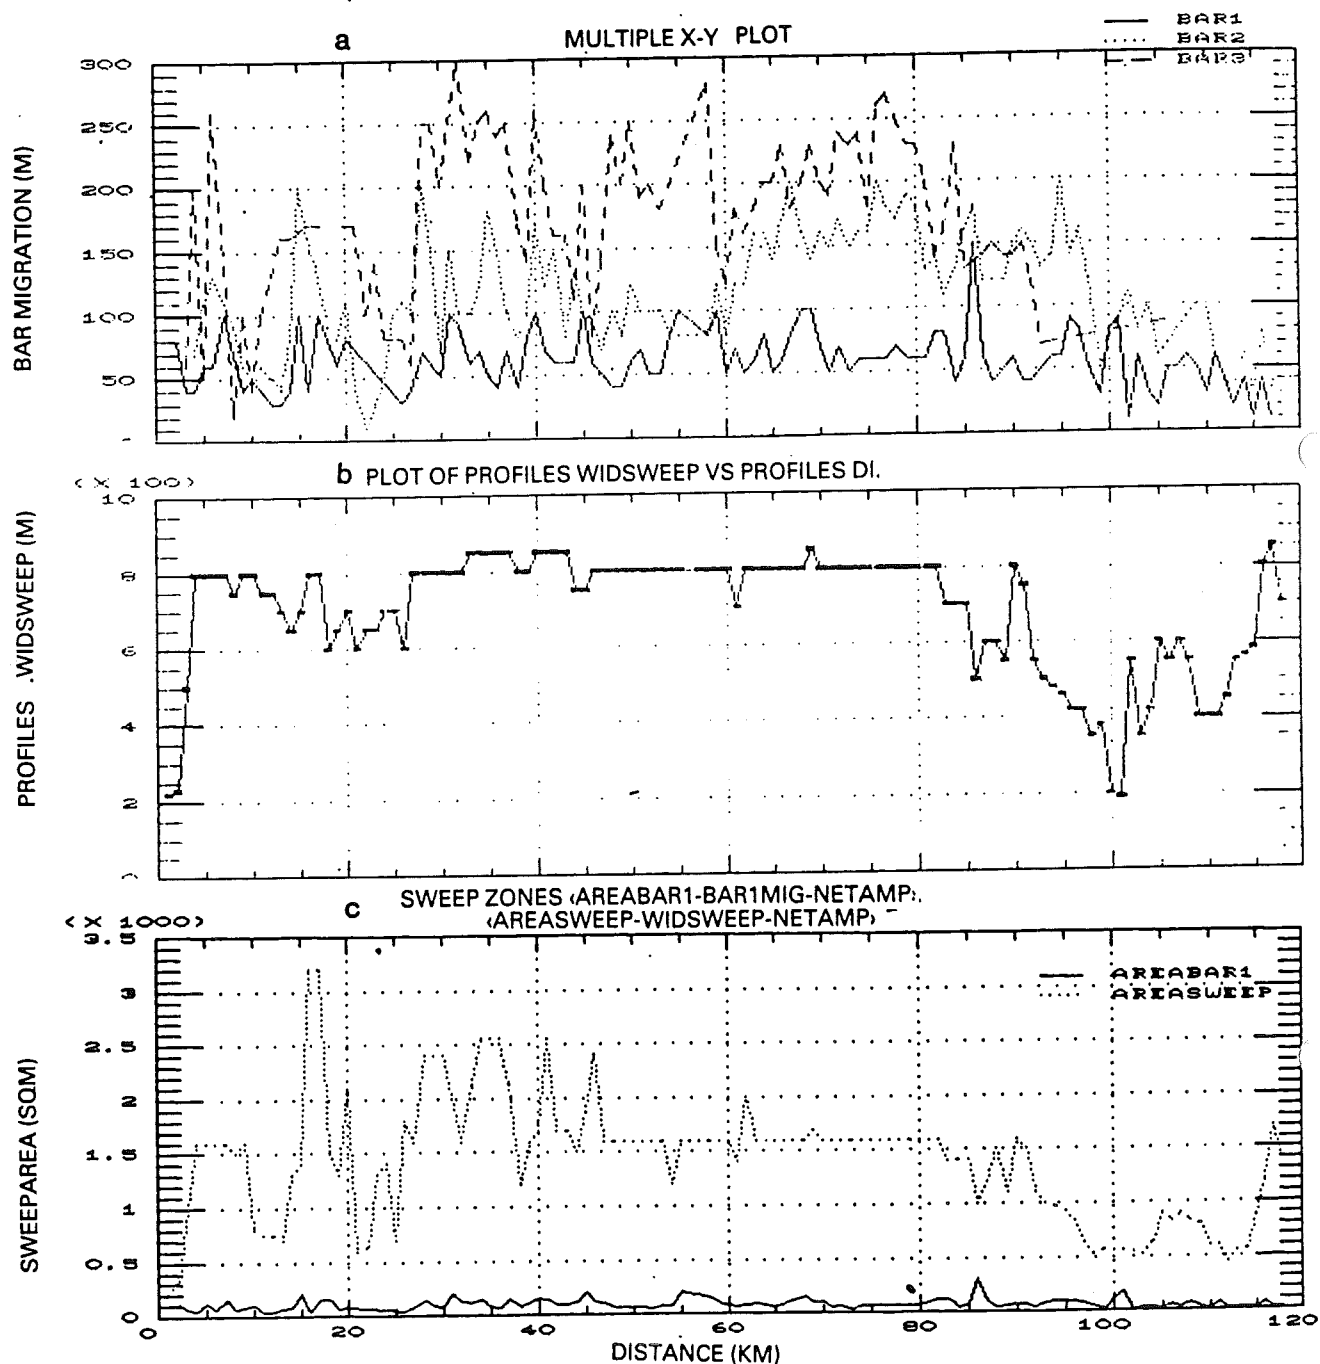 BAR1
a
MULTIPLE X-Y PLOT
BAR2
BAR3
300
250
200
150
100
50
BAR MIGRATION (M)
(X 100)
b PLOT OF PROFILES WIDSWEEP VS PROFILES DI.
10
8
6
4
2
0
PROFILES .WIDSWEEP (M)
SWEEP ZONES (AREABAR1-BAR1MIG-NETAMP).
(X 1000)
c
(AREASWEEP-WIDSWEEP-NETAMP)
3.5
3
2.5
2
1.5
1
0.5
0
AREABAR1
AREASWEEP
SWEEPAREA (SQM)
0 20 40 60 80 100 120
DISTANCE (KM)